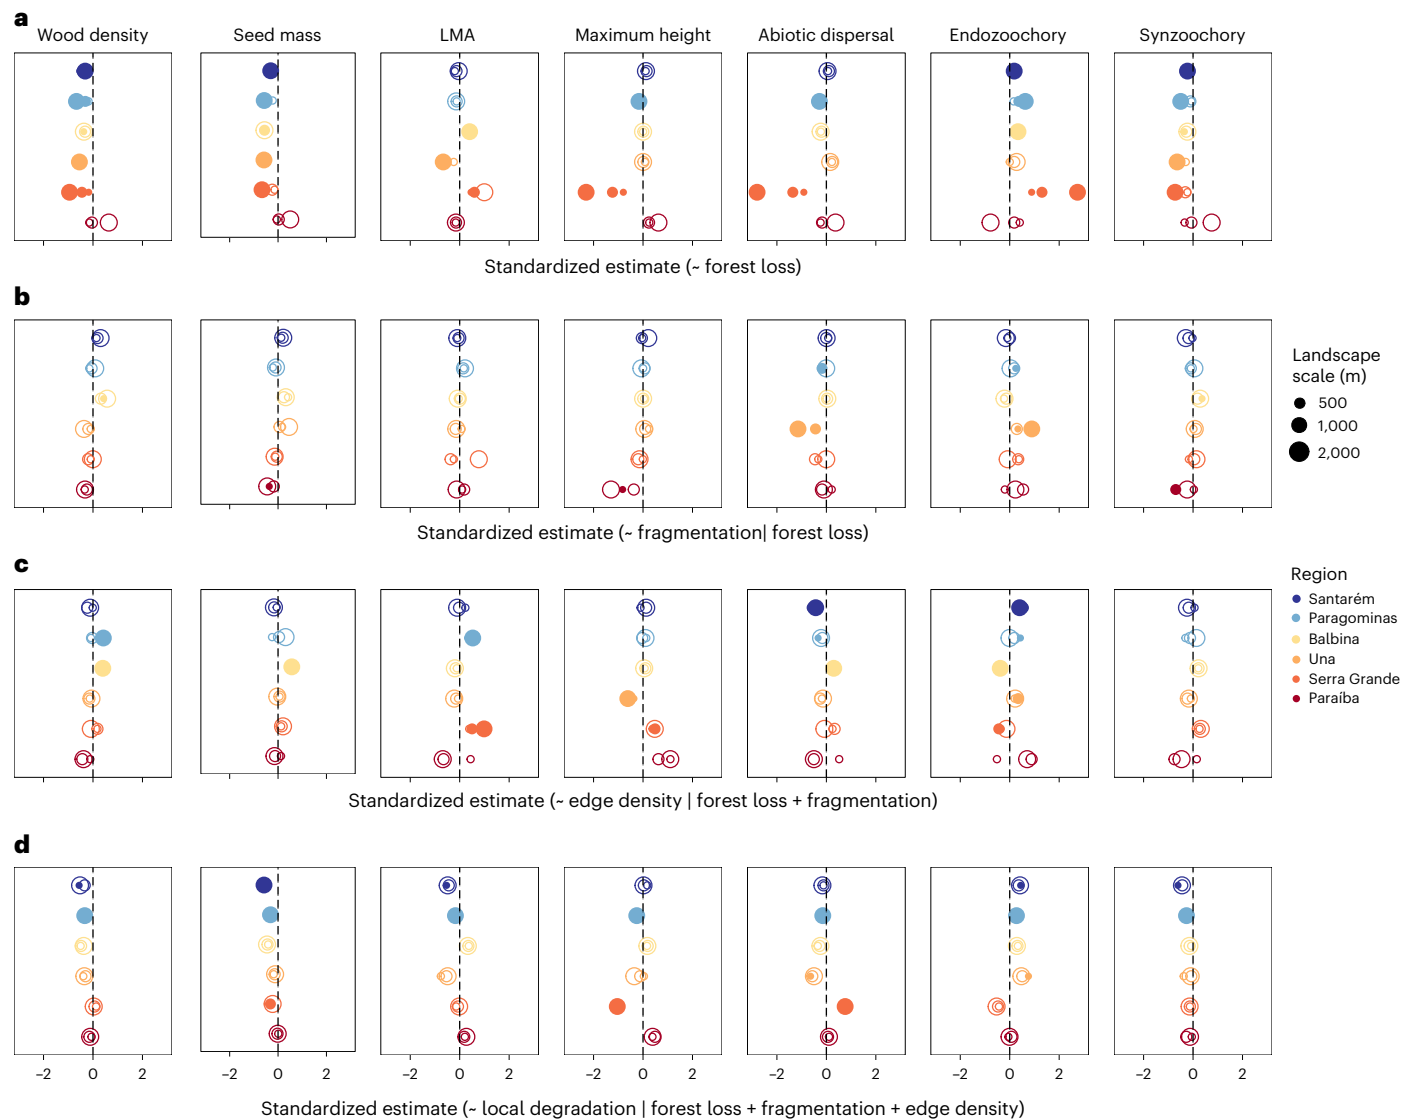 a
Wood density Seed mass LMA Maximum height Abiotic dispersal Endozoochory Synzoochory
Standardized estimate (~ forest loss)
b
Landscape
scale (m)
500
1,000
2,000
Standardized estimate (~ fragmentation| forest loss)
c
Region
Santarém
Paragominas
Balbina
Una
Serra Grande
Paraíba
Standardized estimate (~ edge density | forest loss + fragmentation)
d
–2 0 2 –2 0 2 –2 0 2 –2 0 2 –2 0 2 –2 0 2 –2 0 2
Standardized estimate (~ local degradation | forest loss + fragmentation + edge density)